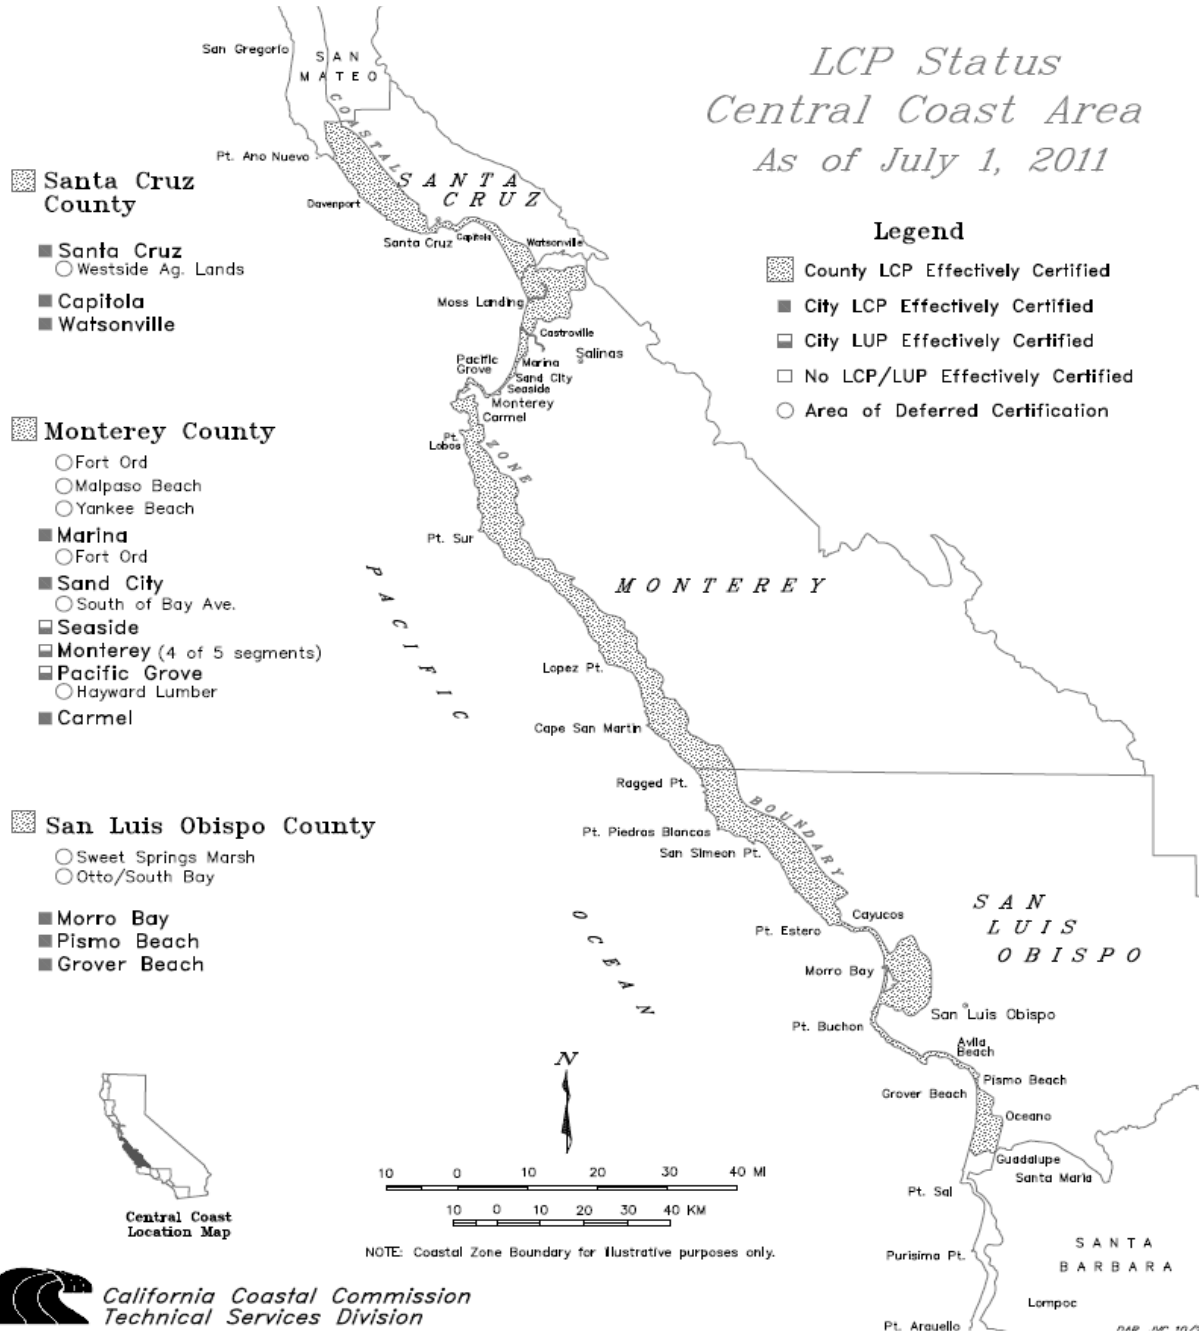 LCP Status
Central Coast Area
As of July 1, 2011
San Gregorio
SAN
MATEO
COASTAL
Pt. Ano Nuevo
SANTA
CRUZ
Davenport
Santa Cruz
Capitola
Watsonville
Moss Landing
Castroville
Salinas
Marina
Pacific
Grove
Sand City
Seaside
Monterey
Carmel
Pt.
Lobos
ZONE
Pt. Sur
MONTEREY
PACIFIC
Lopez Pt.
Cape San Martin
Ragged Pt.
BOUNDARY
Pt. Piedras Blancas
San Simeon Pt.
SAN
LUIS
OBISPO
Cayucos
Pt. Estero
OCEAN
Morro Bay
San Luis Obispo
Pt. Buchon
Avila
Beach
Pismo Beach
Grover Beach
Oceano
Guadalupe
Santa Maria
Pt. Sal
SANTA
BARBARA
Purisima Pt.
Lompoc
Pt. Arguello
Santa Cruz
County
Santa Cruz
Westside Ag. Lands
Capitola
Watsonville
Monterey County
Fort Ord
Malpaso Beach
Yankee Beach
Marina
Fort Ord
Sand City
South of Bay Ave.
Seaside
Monterey (4 of 5 segments)
Pacific Grove
Hayward Lumber
Carmel
San Luis Obispo County
Sweet Springs Marsh
Otto/South Bay
Morro Bay
Pismo Beach
Grover Beach
Legend
County LCP Effectively Certified
City LCP Effectively Certified
City LUP Effectively Certified
No LCP/LUP Effectively Certified
Area of Deferred Certification
N
10 0 10 20 30 40 MI
10 0 10 20 30 40 KM
NOTE: Coastal Zone Boundary for illustrative purposes only.
Central Coast
Location Map
California Coastal Commission
Technical Services Division